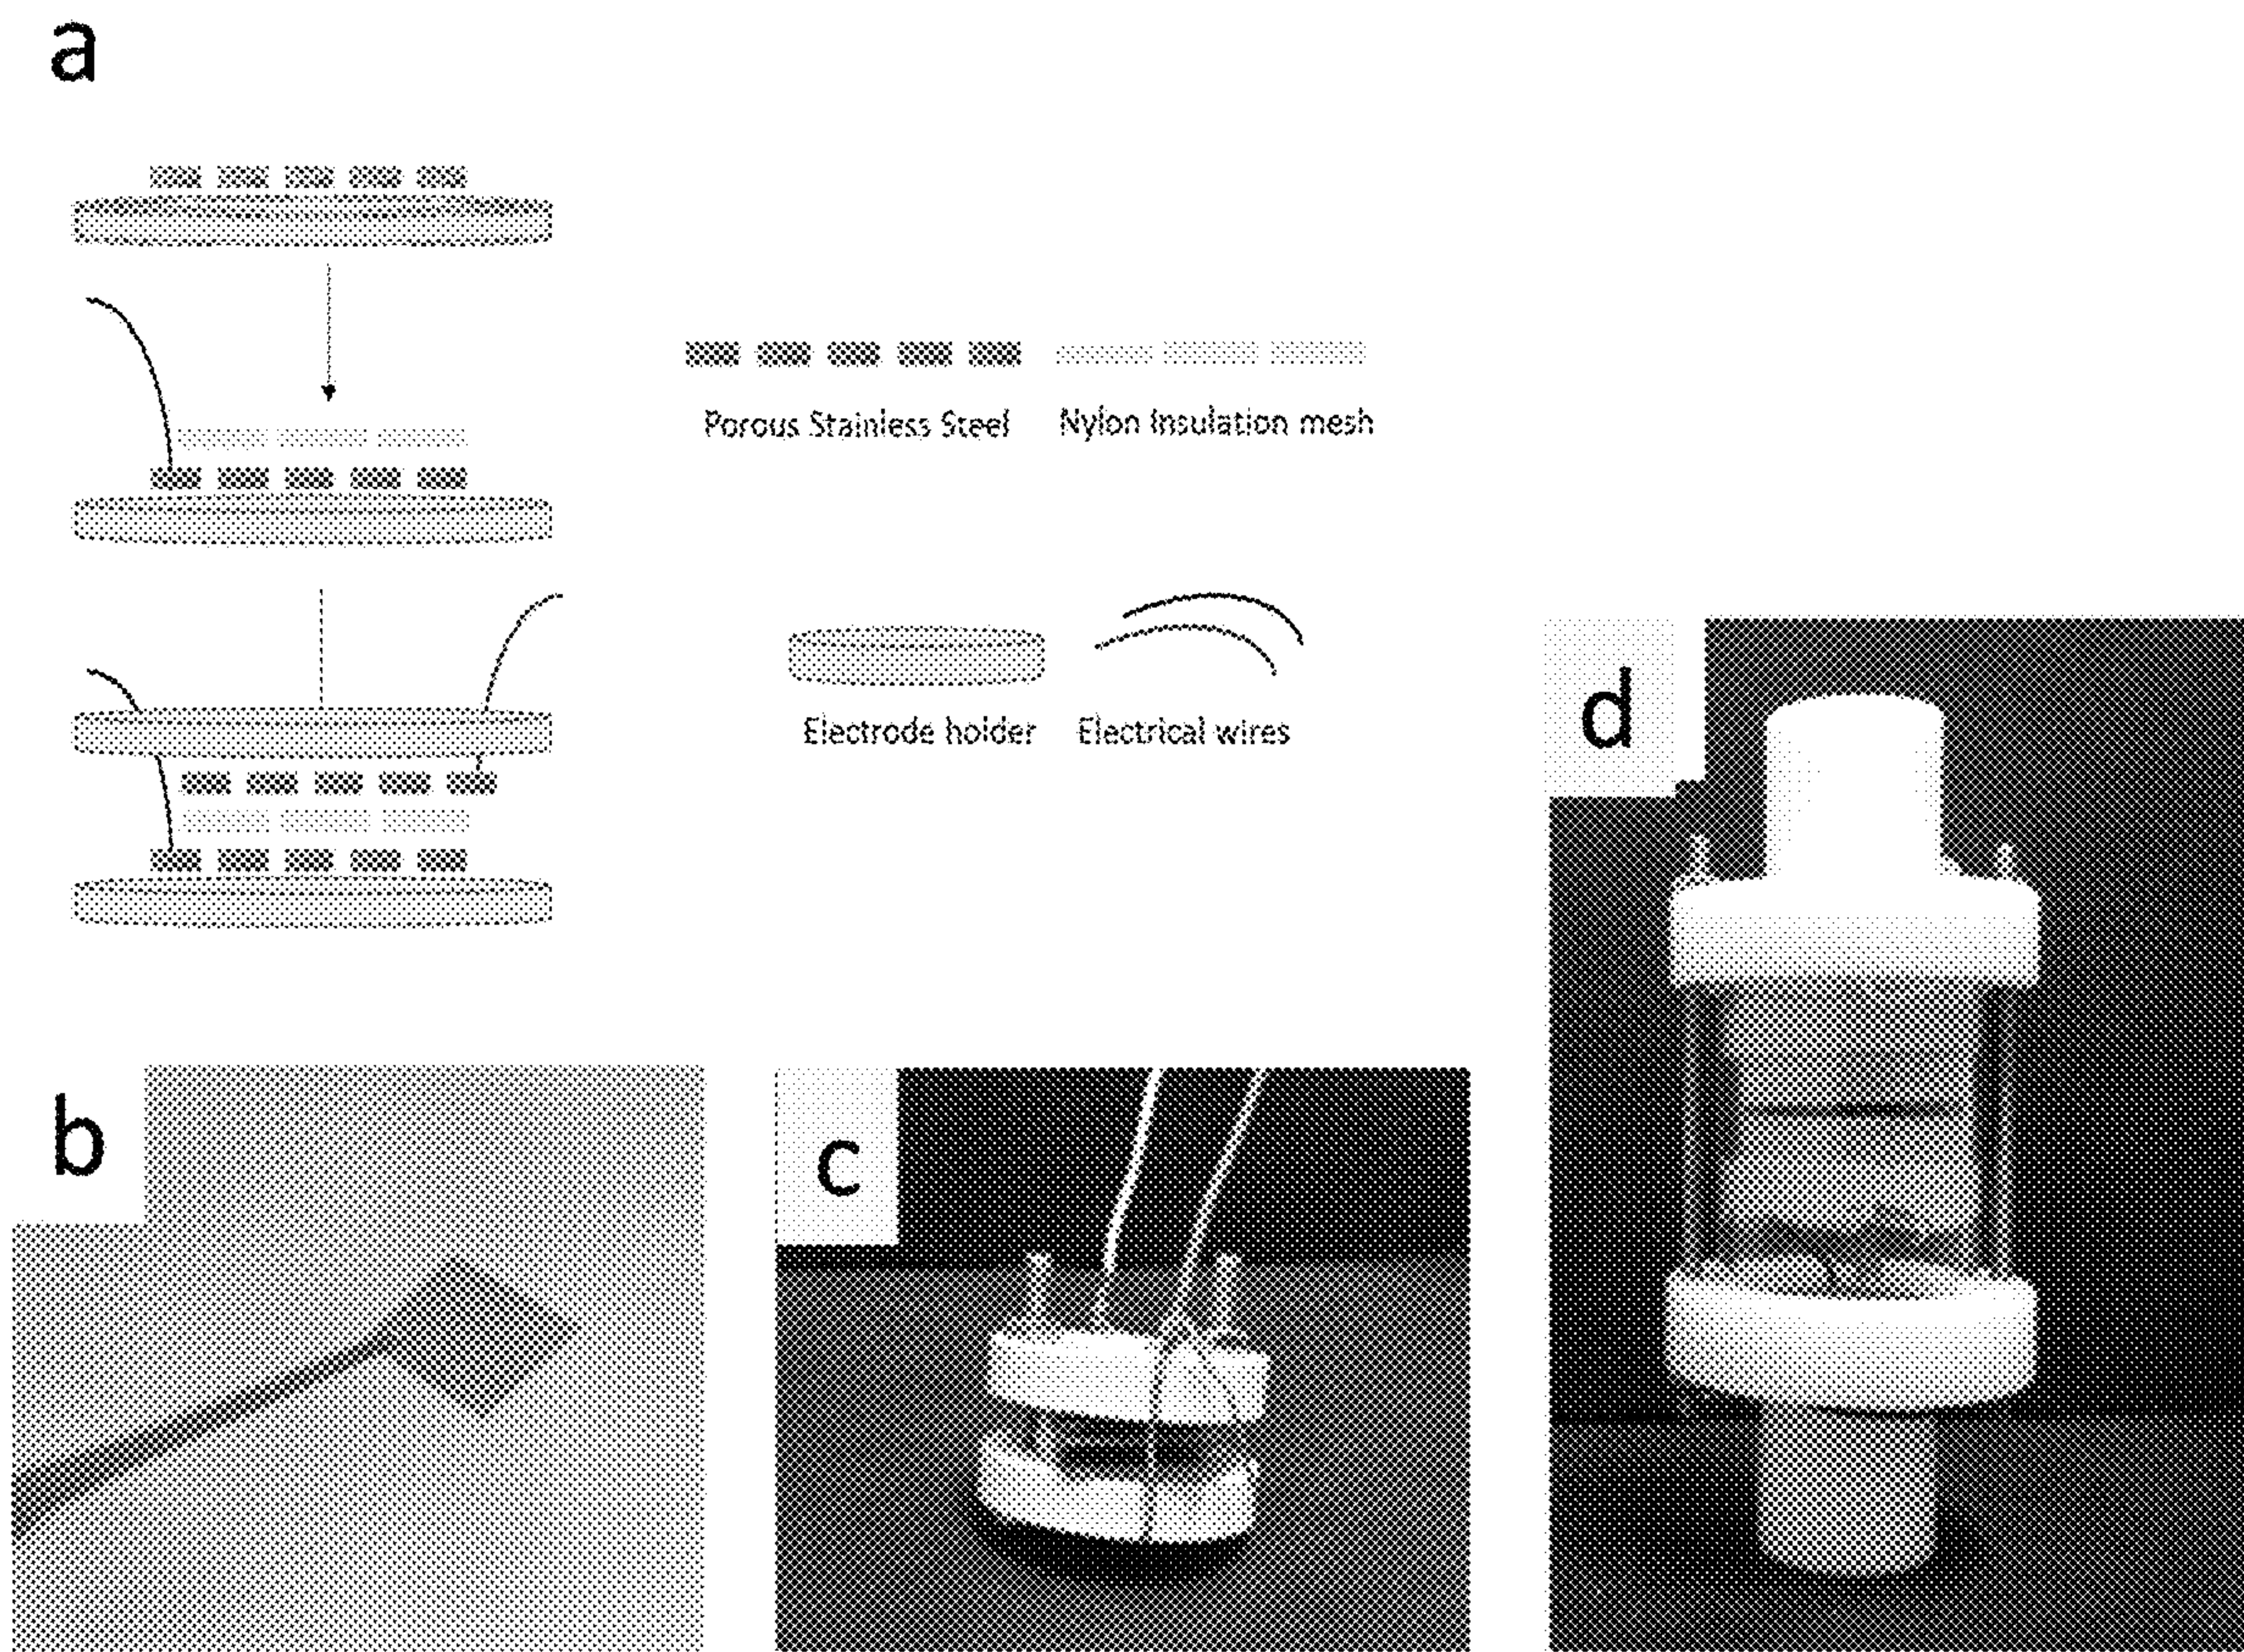 a
Porous Stainless Steel
Nylon Insulation mesh
Electrode holder
Electrical wires
b
c
d